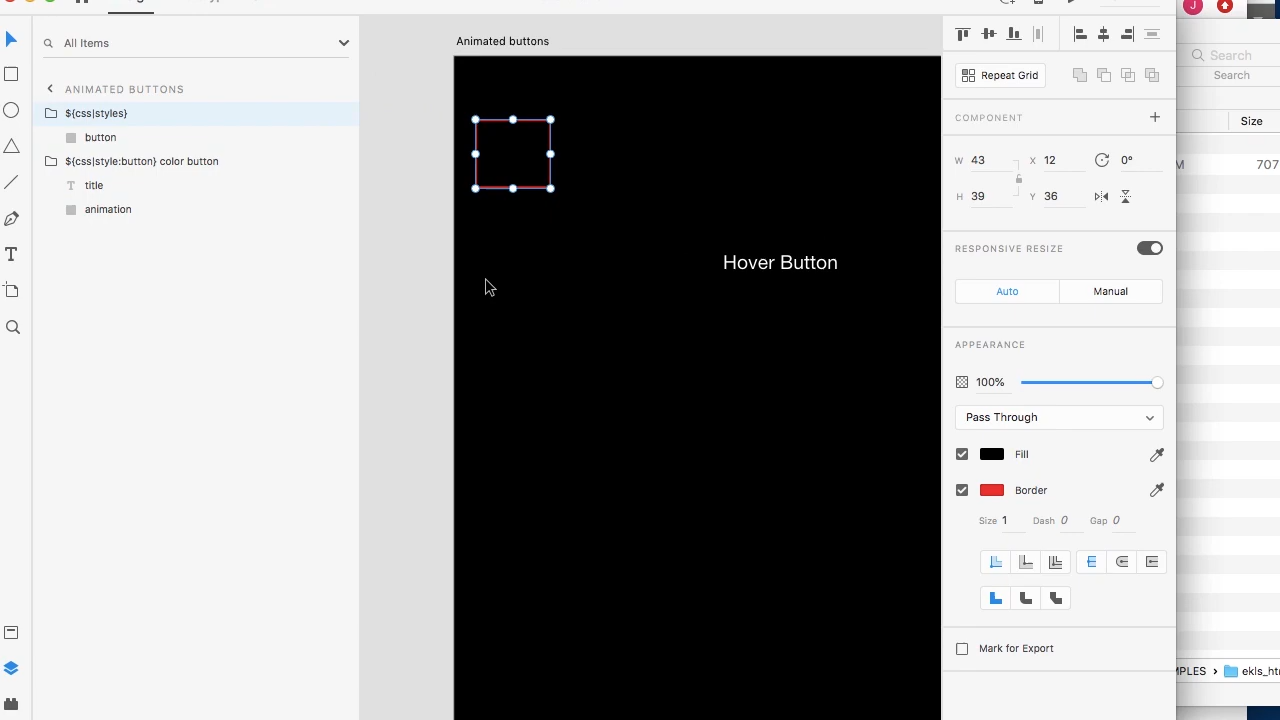 J
All Items
Animated buttons
Search
Search
Repeat Grid
ANIMATED BUTTONS
${css|styles}
COMPONENT
Size
button
W 43 X 12 0°
707
${css|style:button} color button
title
H 39 Y 36
animation
RESPONSIVE RESIZE
Hover Button
Auto Manual
APPEARANCE
100%
Pass Through
Fill
Border
Size 1 Dash 0 Gap 0
Mark for Export
MPLES › ekls_htm